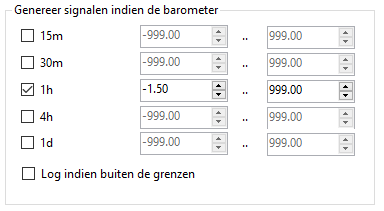 Genereer signalen indien de barometer
15m -999.00 .. 999.00
30m -999.00 .. 999.00
1h -1.50 .. 999.00
4h -999.00 .. 999.00
1d -999.00 .. 999.00
Log indien buiten de grenzen